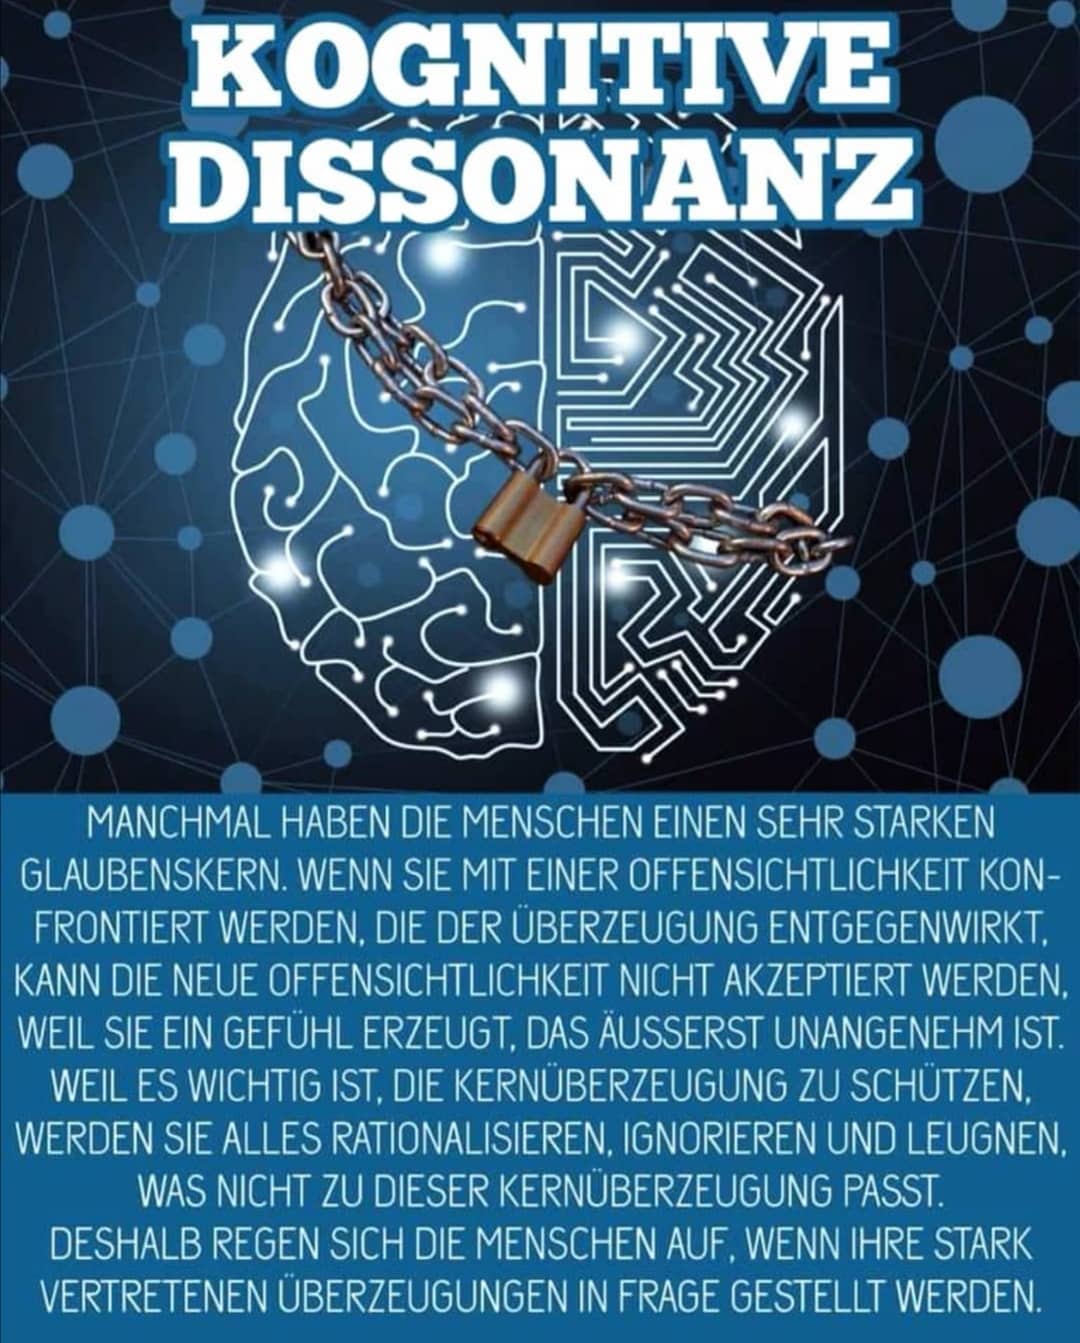 KOGNITIVE
DISSONANZ
MANCHMAL HABEN DIE MENSCHEN EINEN SEHR STARKEN
GLAUBENSKERN. WENN SIE MIT EINER OFFENSICHTLICHKEIT KON-
FRONTIERT WERDEN, DIE DER ÜBERZEUGUNG ENTGEGENWIRKT,
KANN DIE NEUE OFFENSICHTLICHKEIT NICHT AKZEPTIERT WERDEN,
WEIL SIE EIN GEFÜHL ERZEUGT, DAS ÄUSSERST UNANGENEHM IST.
WEIL ES WICHTIG IST, DIE KERNÜBERZEUGUNG ZU SCHÜTZEN,
WERDEN SIE ALLES RATIONALISIEREN, IGNORIEREN UND LEUGNEN,
WAS NICHT ZU DIESER KERNÜBERZEUGUNG PASST.
DESHALB REGEN SICH DIE MENSCHEN AUF, WENN IHRE STARK
VERTRETENEN ÜBERZEUGUNGEN IN FRAGE GESTELLT WERDEN.